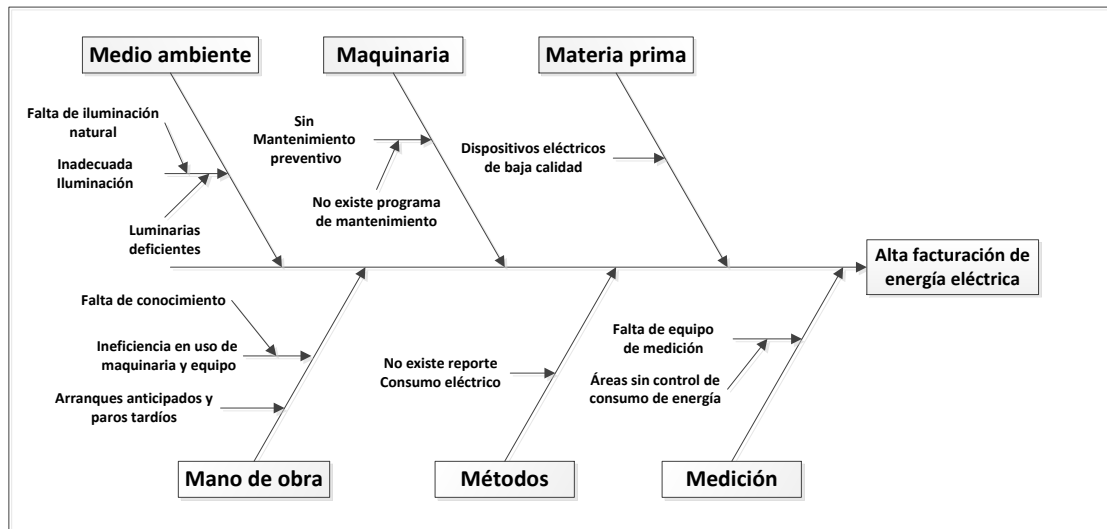 Medio ambiente
Maquinaria
Materia prima
Falta de iluminación
natural
Inadecuada
Iluminación
Luminarias
deficientes
Sin
Mantenimiento
preventivo
No existe programa
de mantenimiento
Dispositivos eléctricos
de baja calidad
Alta facturación de
energía eléctrica
Falta de conocimiento
Ineficiencia en uso de
maquinaria y equipo
Arranques anticipados y
paros tardíos
No existe reporte
Consumo eléctrico
Falta de equipo
de medición
Áreas sin control de
consumo de energía
Mano de obra
Métodos
Medición